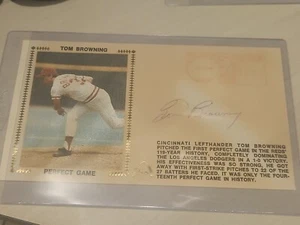 TOM BROWNING
PERFECT GAME
Tom Browning
CINCINNATI LEFTHANDER TOM BROWNING
PITCHED THE FIRST PERFECT GAME IN THE REDS'
119-YEAR HISTORY, COMPLETELY DOMINATING
THE LOS ANGELES DODGERS IN A 1-0 VICTORY.
HIS EFFECTIVENESS WAS SO STRONG, HE GOT
AWAY WITH FIRST-STRIKE PITCHES TO 22 OF THE
27 BATTERS HE FACED. IT WAS ONLY THE FOUR-
TEENTH PERFECT GAME IN HISTORY.